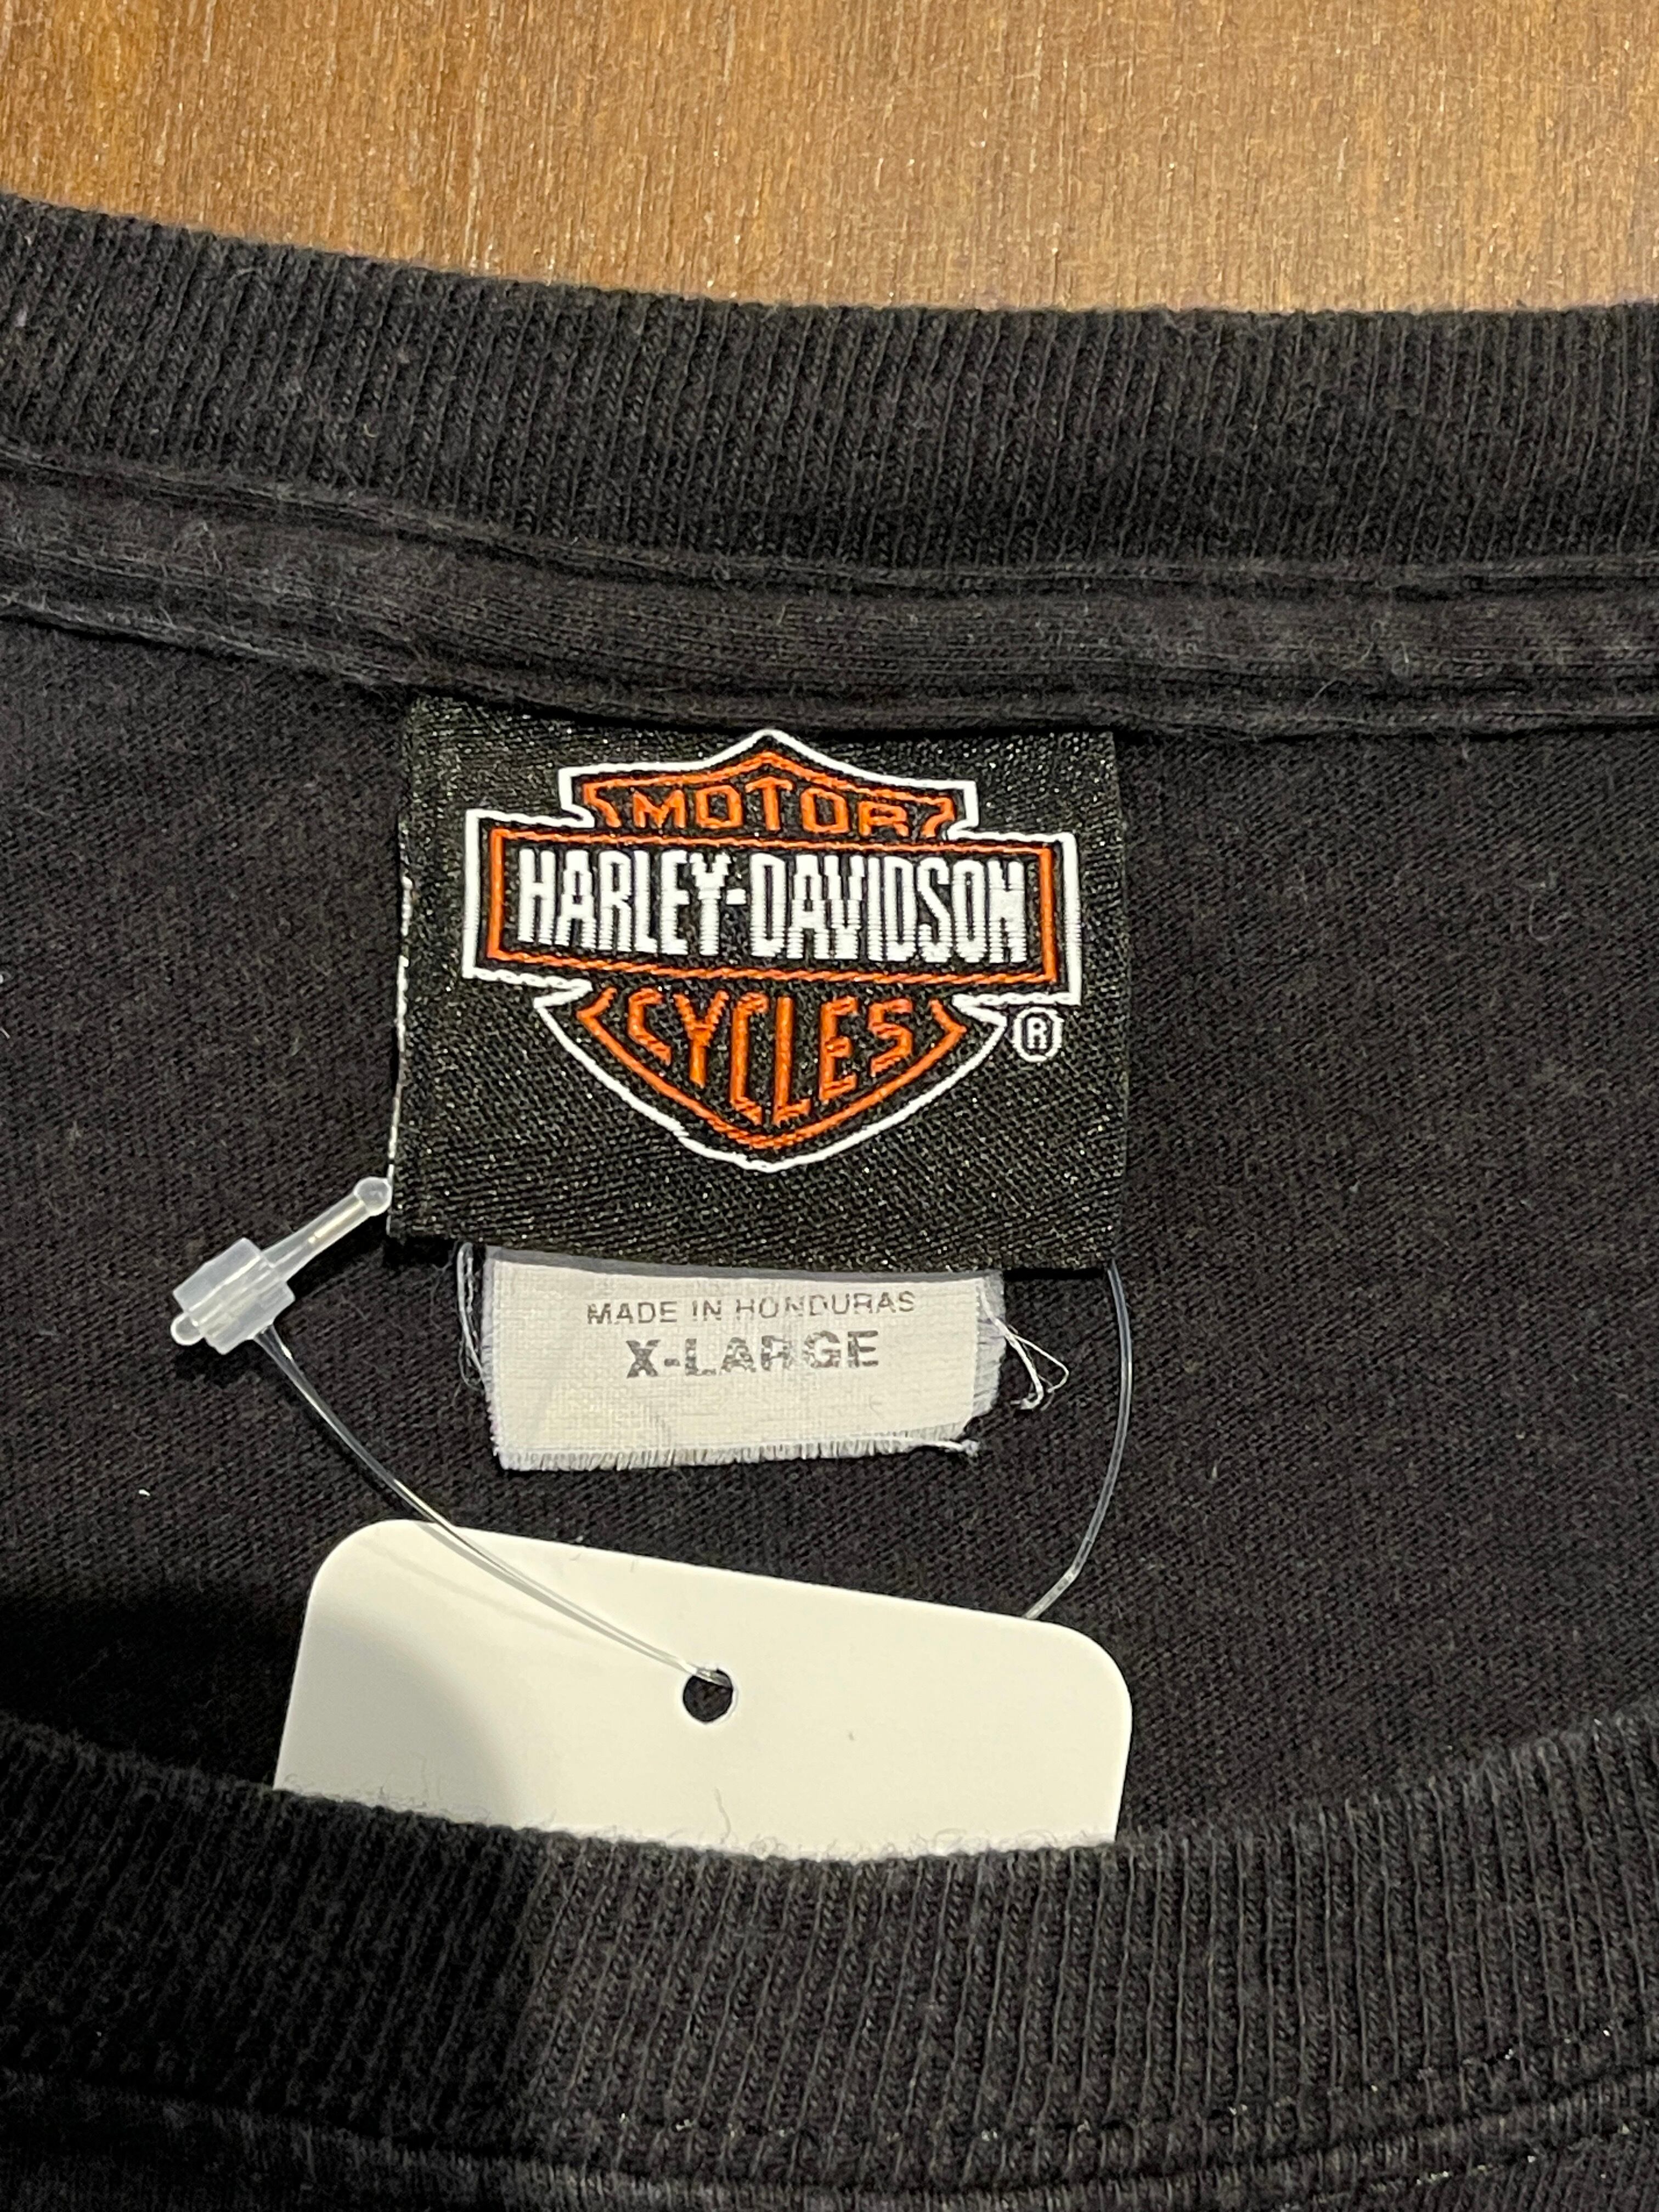 MOTOR
HARLEY-DAVIDSON
CYCLES
®
MADE IN HONDURAS
X-LARGE